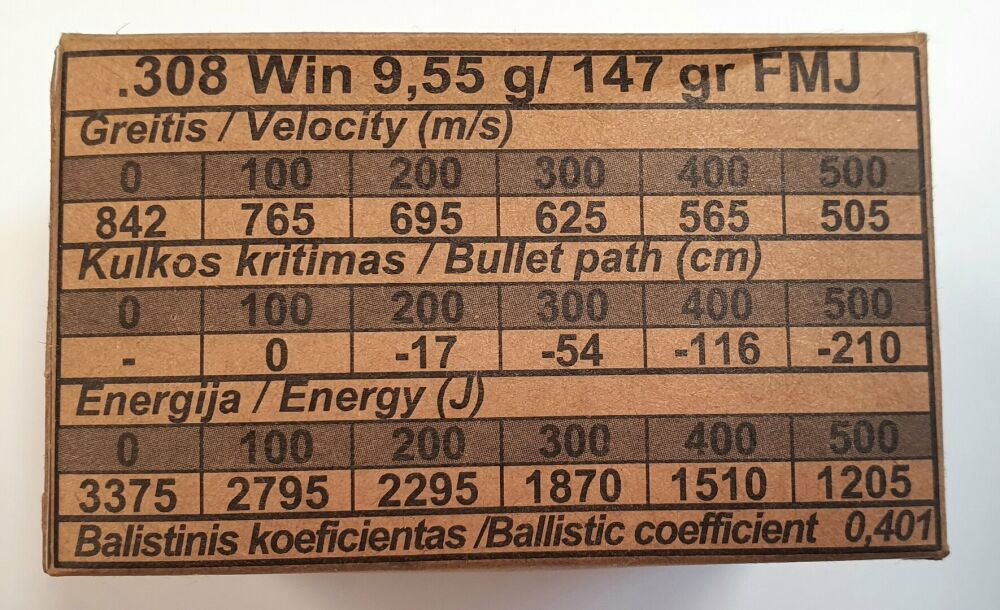 .308 Win 9,55 g/ 147 gr FMJ
Greitis / Velocity (m/s)
0 100 200 300 400 500
842 765 695 625 565 505
Kulkos kritimas / Bullet path (cm)
0 100 200 300 400 500
- 0 -17 -54 -116 -210
Energija / Energy (J)
0 100 200 300 400 500
3375 2795 2295 1870 1510 1205
Balistinis koeficientas /Ballistic coefficient 0,401